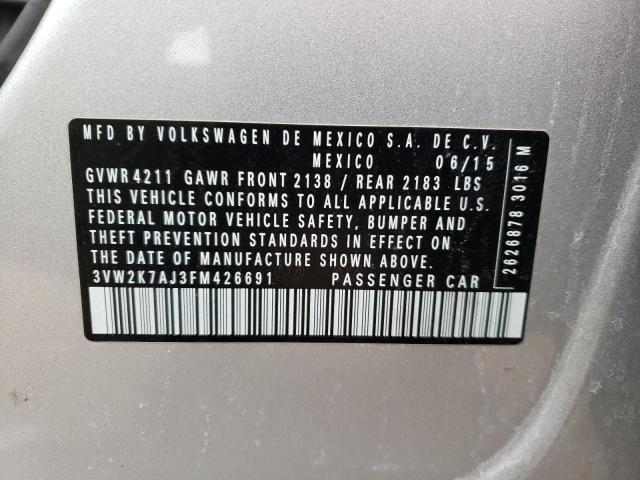 MFD BY VOLKSWAGEN DE MEXICO S.A. DE C.V.
MEXICO 06/15
GVWR 4211 GAWR FRONT 2138 / REAR 2183 LBS
THIS VEHICLE CONFORMS TO ALL APPLICABLE U.S.
FEDERAL MOTOR VEHICLE SAFETY, BUMPER AND
THEFT PREVENTION STANDARDS IN EFFECT ON
THE DATE OF MANUFACTURE SHOWN ABOVE.
3VW2K7AJ3FM426691 PASSENGER CAR
2626878 3016 M